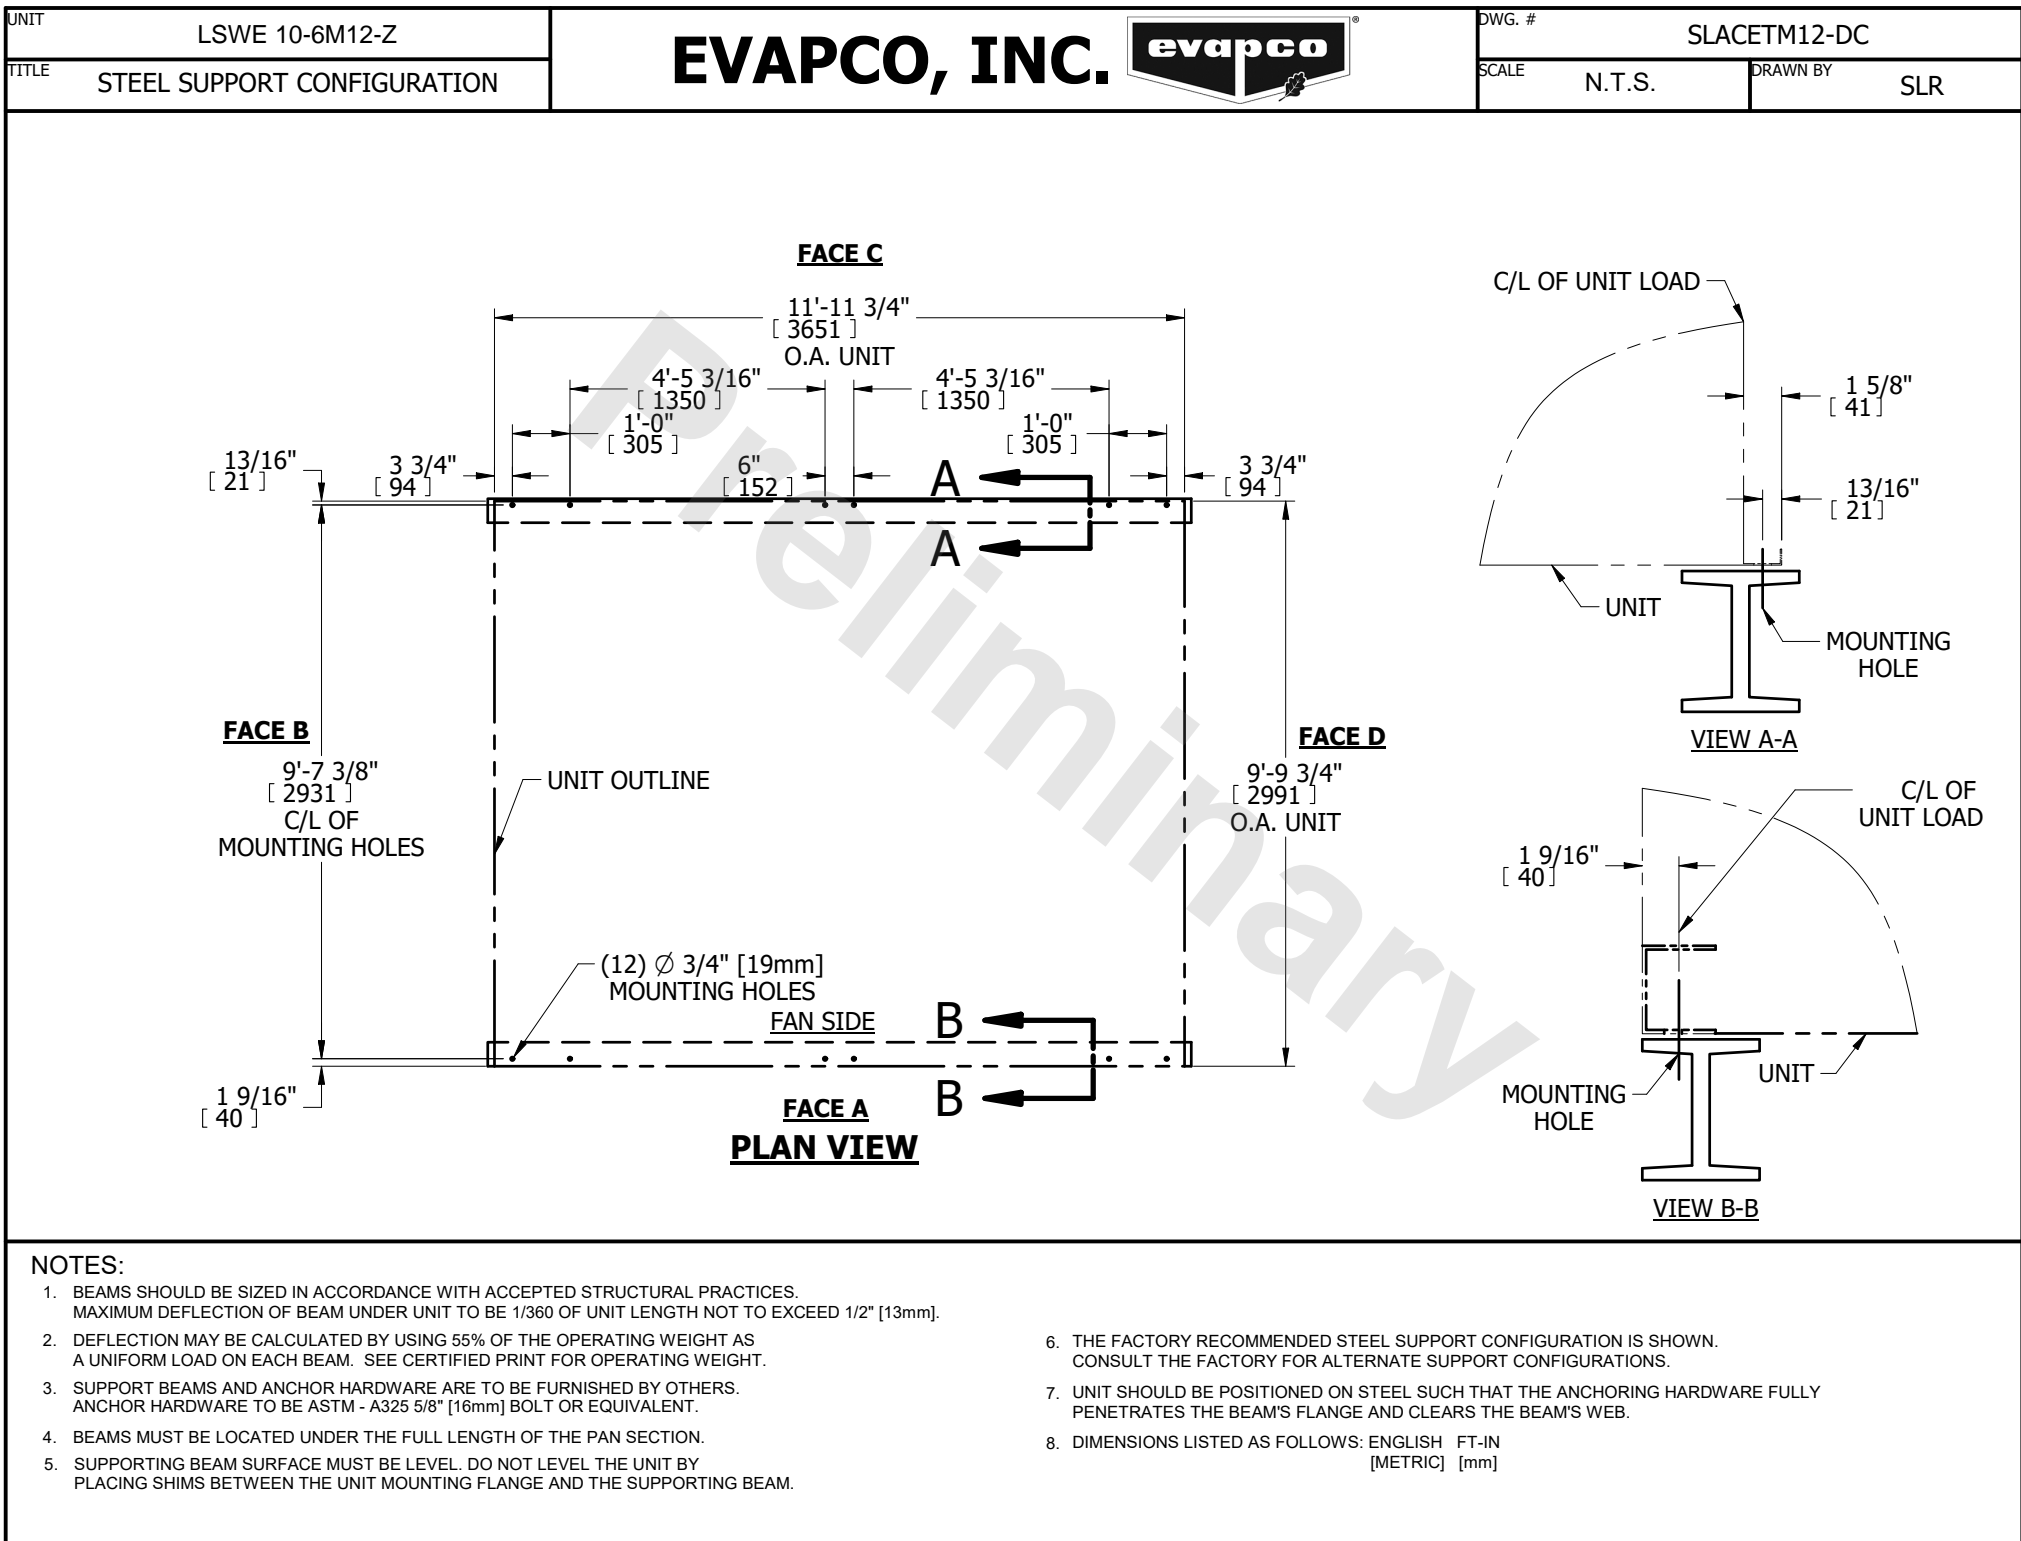 UNIT
LSWE 10-6M12-Z
TITLE
STEEL SUPPORT CONFIGURATION
EVAPCO, INC.
evapco
®
DWG. #
SLACETM12-DC
SCALE
N.T.S.
DRAWN BY
SLR
FACE C
11'-11 3/4"
[ 3651 ]
O.A. UNIT
4'-5 3/16"
[ 1350 ]
4'-5 3/16"
[ 1350 ]
1'-0"
[ 305 ]
1'-0"
[ 305 ]
13/16"
[ 21 ]
3 3/4"
[ 94 ]
6"
[ 152 ]
A
3 3/4"
[ 94 ]
A
FACE B
9'-7 3/8"
[ 2931 ]
C/L OF
MOUNTING HOLES
UNIT OUTLINE
FACE D
9'-9 3/4"
[ 2991 ]
O.A. UNIT
(12) Ø 3/4" [19mm]
MOUNTING HOLES
FAN SIDE
B
1 9/16"
[ 40 ]
B
FACE A
PLAN VIEW
Preliminary
C/L OF UNIT LOAD
1 5/8"
[ 41 ]
13/16"
[ 21 ]
UNIT
MOUNTING
HOLE
VIEW A-A
C/L OF
UNIT LOAD
1 9/16"
[ 40 ]
UNIT
MOUNTING
HOLE
VIEW B-B
NOTES:
1. BEAMS SHOULD BE SIZED IN ACCORDANCE WITH ACCEPTED STRUCTURAL PRACTICES.
MAXIMUM DEFLECTION OF BEAM UNDER UNIT TO BE 1/360 OF UNIT LENGTH NOT TO EXCEED 1/2" [13mm].
2. DEFLECTION MAY BE CALCULATED BY USING 55% OF THE OPERATING WEIGHT AS
A UNIFORM LOAD ON EACH BEAM. SEE CERTIFIED PRINT FOR OPERATING WEIGHT.
3. SUPPORT BEAMS AND ANCHOR HARDWARE ARE TO BE FURNISHED BY OTHERS.
ANCHOR HARDWARE TO BE ASTM - A325 5/8" [16mm] BOLT OR EQUIVALENT.
4. BEAMS MUST BE LOCATED UNDER THE FULL LENGTH OF THE PAN SECTION.
5. SUPPORTING BEAM SURFACE MUST BE LEVEL. DO NOT LEVEL THE UNIT BY
PLACING SHIMS BETWEEN THE UNIT MOUNTING FLANGE AND THE SUPPORTING BEAM.
6. THE FACTORY RECOMMENDED STEEL SUPPORT CONFIGURATION IS SHOWN.
CONSULT THE FACTORY FOR ALTERNATE SUPPORT CONFIGURATIONS.
7. UNIT SHOULD BE POSITIONED ON STEEL SUCH THAT THE ANCHORING HARDWARE FULLY
PENETRATES THE BEAM'S FLANGE AND CLEARS THE BEAM'S WEB.
8. DIMENSIONS LISTED AS FOLLOWS: ENGLISH FT-IN
[METRIC] [mm]